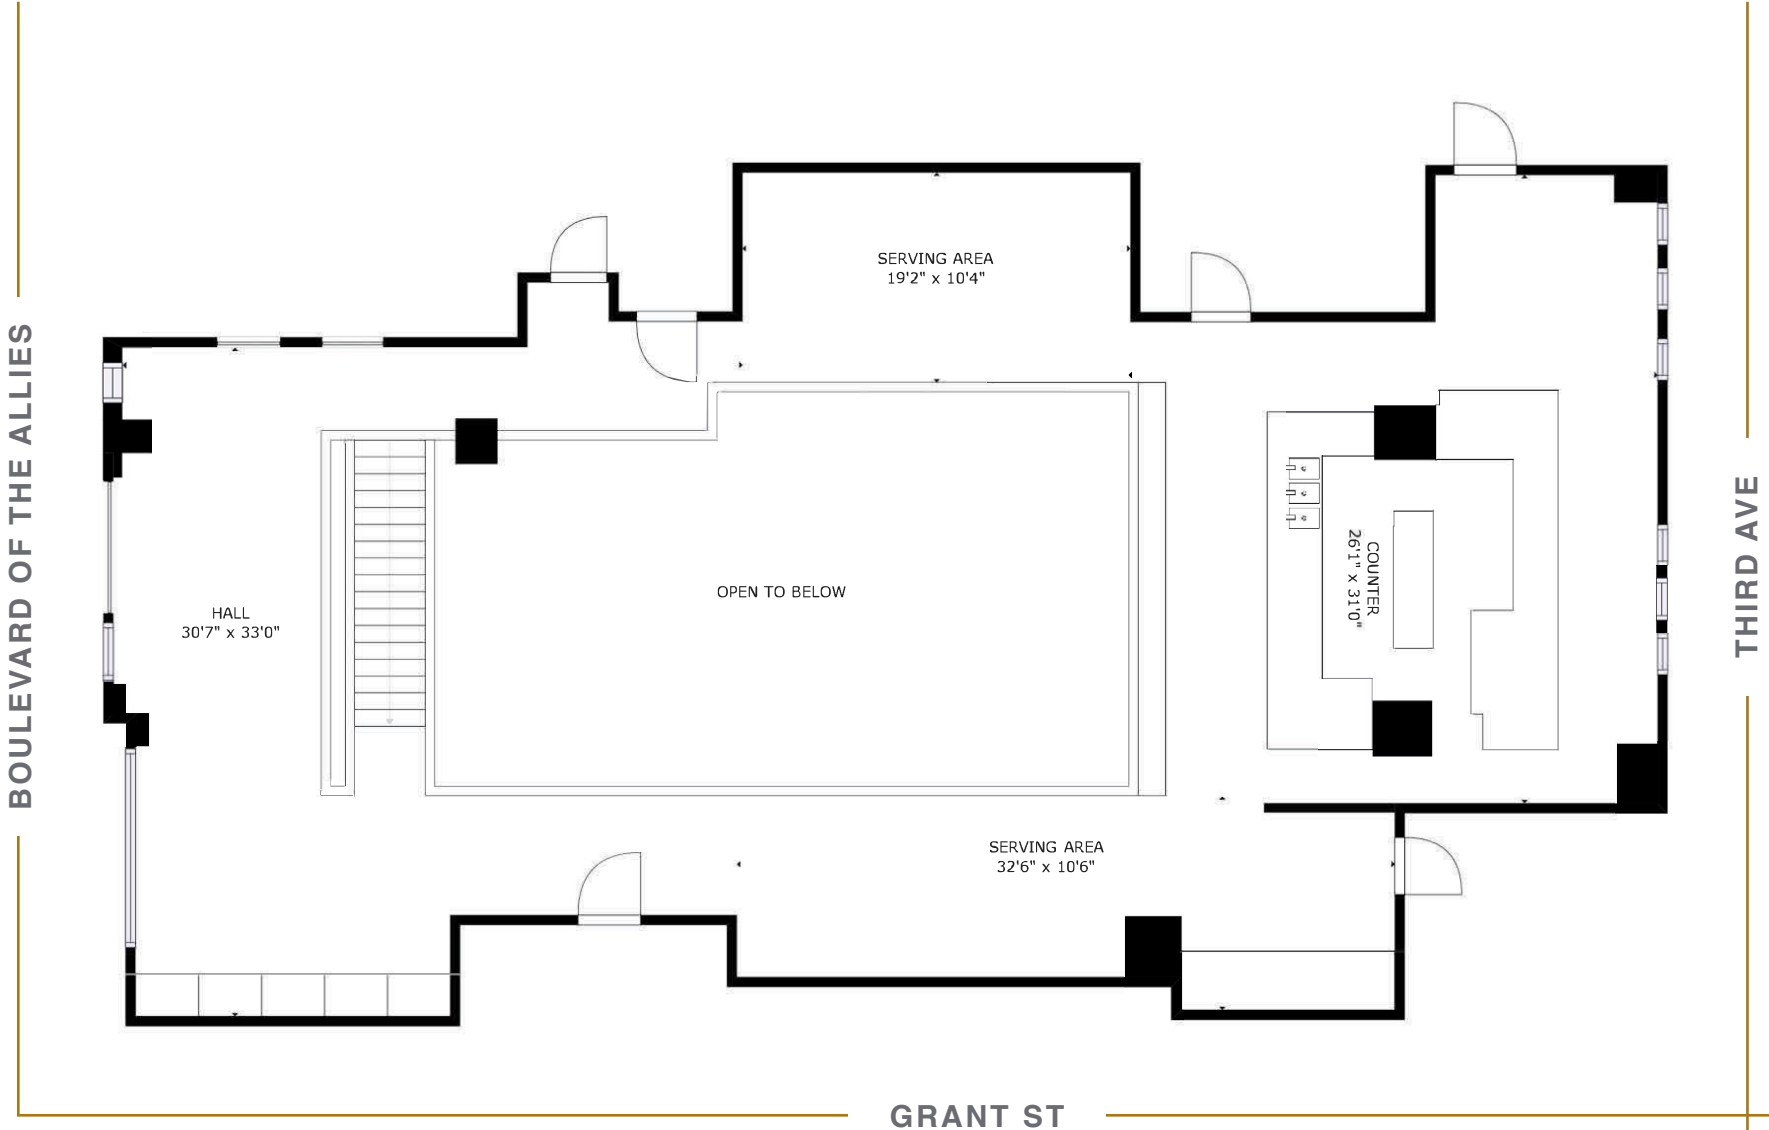 SERVING AREA
19'2" x 10'4"
BOULEVARD OF THE ALLIES
THIRD AVE
COUNTER
26'1" x 31'0"
OPEN TO BELOW
HALL
30'7" x 33'0"
SERVING AREA
32'6" x 10'6"
GRANT ST